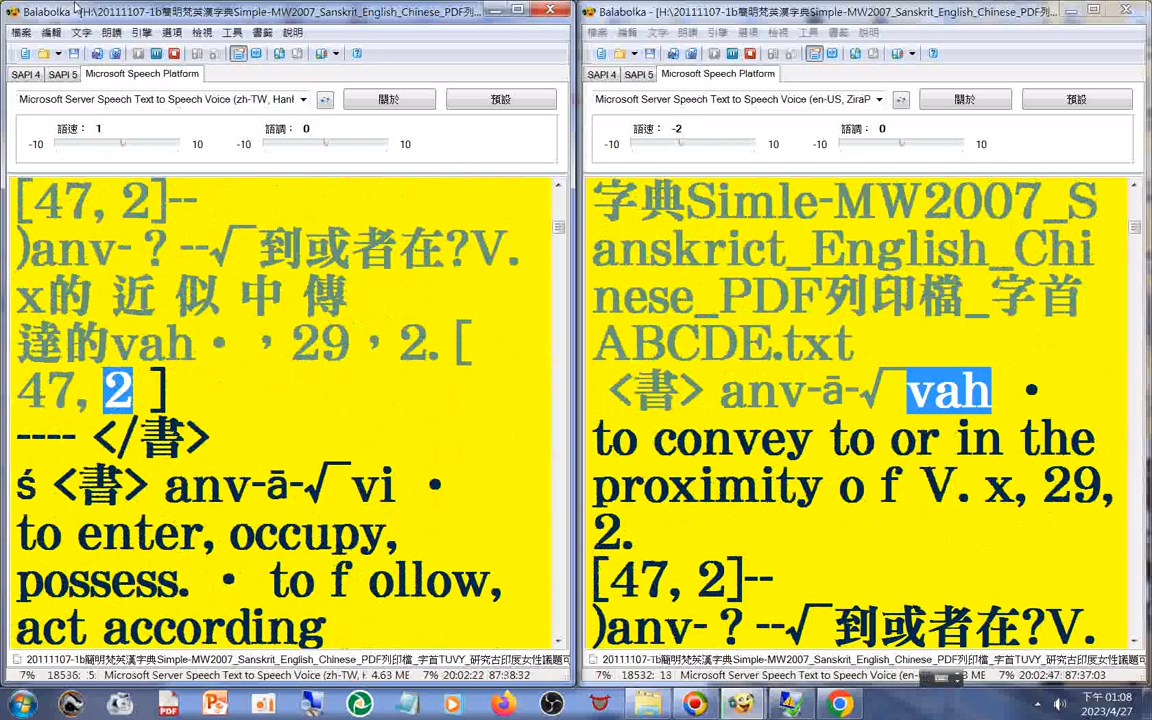 Balabolka - [H:\20111107-1b簡明梵英漢字典Simple-MW2007_Sanskrit_English_Chinese_PDF列...
檔案 編輯 文字 朗讀 引擎 選項 檢視 工具 書籤 說明
SAPI 4 SAPI 5 Microsoft Speech Platform
Microsoft Server Speech Text to Speech Voice (zh-TW, HanH 關於 預設
語速： 1 語調： 0
-10 10 -10 10
[47, 2]--
)anv-？--√到或者在?V.
x的 近 似 中 傳
達的vah•，29，2. [
47, 2 ]
---- </書>
ś <書> anv-ā-√vi •
to enter, occupy,
possess. • to f ollow,
act according
20111107-1b簡明梵英漢字典Simple-MW2007_Sanskrit_English_Chinese_PDF列印檔_字首TUVY_研究古印度女性議題可
7% 18536: :5 Microsoft Server Speech Text to Speech Voice (zh-TW, H 4.63 ME 7% 20:02:22 87:38:32
Balabolka - [H:\20111107-1b簡明梵英漢字典Simple-MW2007_Sanskrit_English_Chinese_PDF列...
檔案 編輯 文字 朗讀 引擎 選項 檢視 工具 書籤 說明
SAPI 4 SAPI 5 Microsoft Speech Platform
Microsoft Server Speech Text to Speech Voice (en-US, ZiraP 關於 預設
語速： -2 語調： 0
-10 10 -10 10
字典Simle-MW2007_S
anskrict_English_Chi
nese_PDF列印檔_字首
ABCDE.txt
<書> anv-ā-√vah •
to convey to or in the
proximity o f V. x, 29,
2.
[47, 2]--
)anv-？--√到或者在?V.
20111107-1b簡明梵英漢字典Simple-MW2007_Sanskrit_English_Chinese_PDF列印檔_字首TUVY_研究古印度女性議題可
7% 18532: 13 Microsoft Server Speech Text to Speech Voice 7% 20:02:47 87:37:03
下午 01:08
2023/4/27